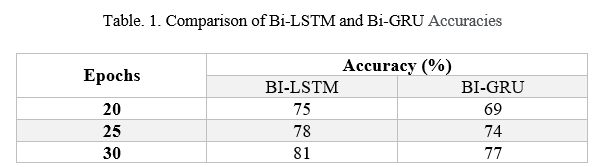 Table. 1. Comparison of Bi-LSTM and Bi-GRU Accuracies
Epochs Accuracy (%)
BI-LSTM BI-GRU
20 75 69
25 78 74
30 81 77